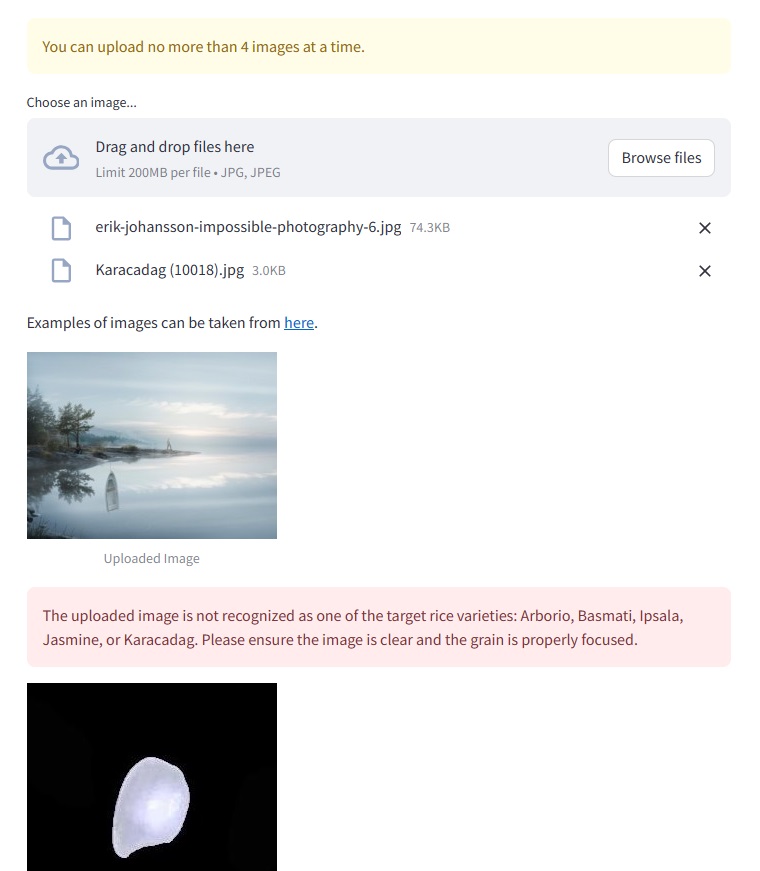 You can upload no more than 4 images at a time.
Choose an image...
Drag and drop files here
Limit 200MB per file • JPG, JPEG
Browse files
erik-johansson-impossible-photography-6.jpg 74.3KB
Karacadag (10018).jpg 3.0KB
Examples of images can be taken from here.
Uploaded Image
The uploaded image is not recognized as one of the target rice varieties: Arborio, Basmati, Ipsala,
Jasmine, or Karacadag. Please ensure the image is clear and the grain is properly focused.